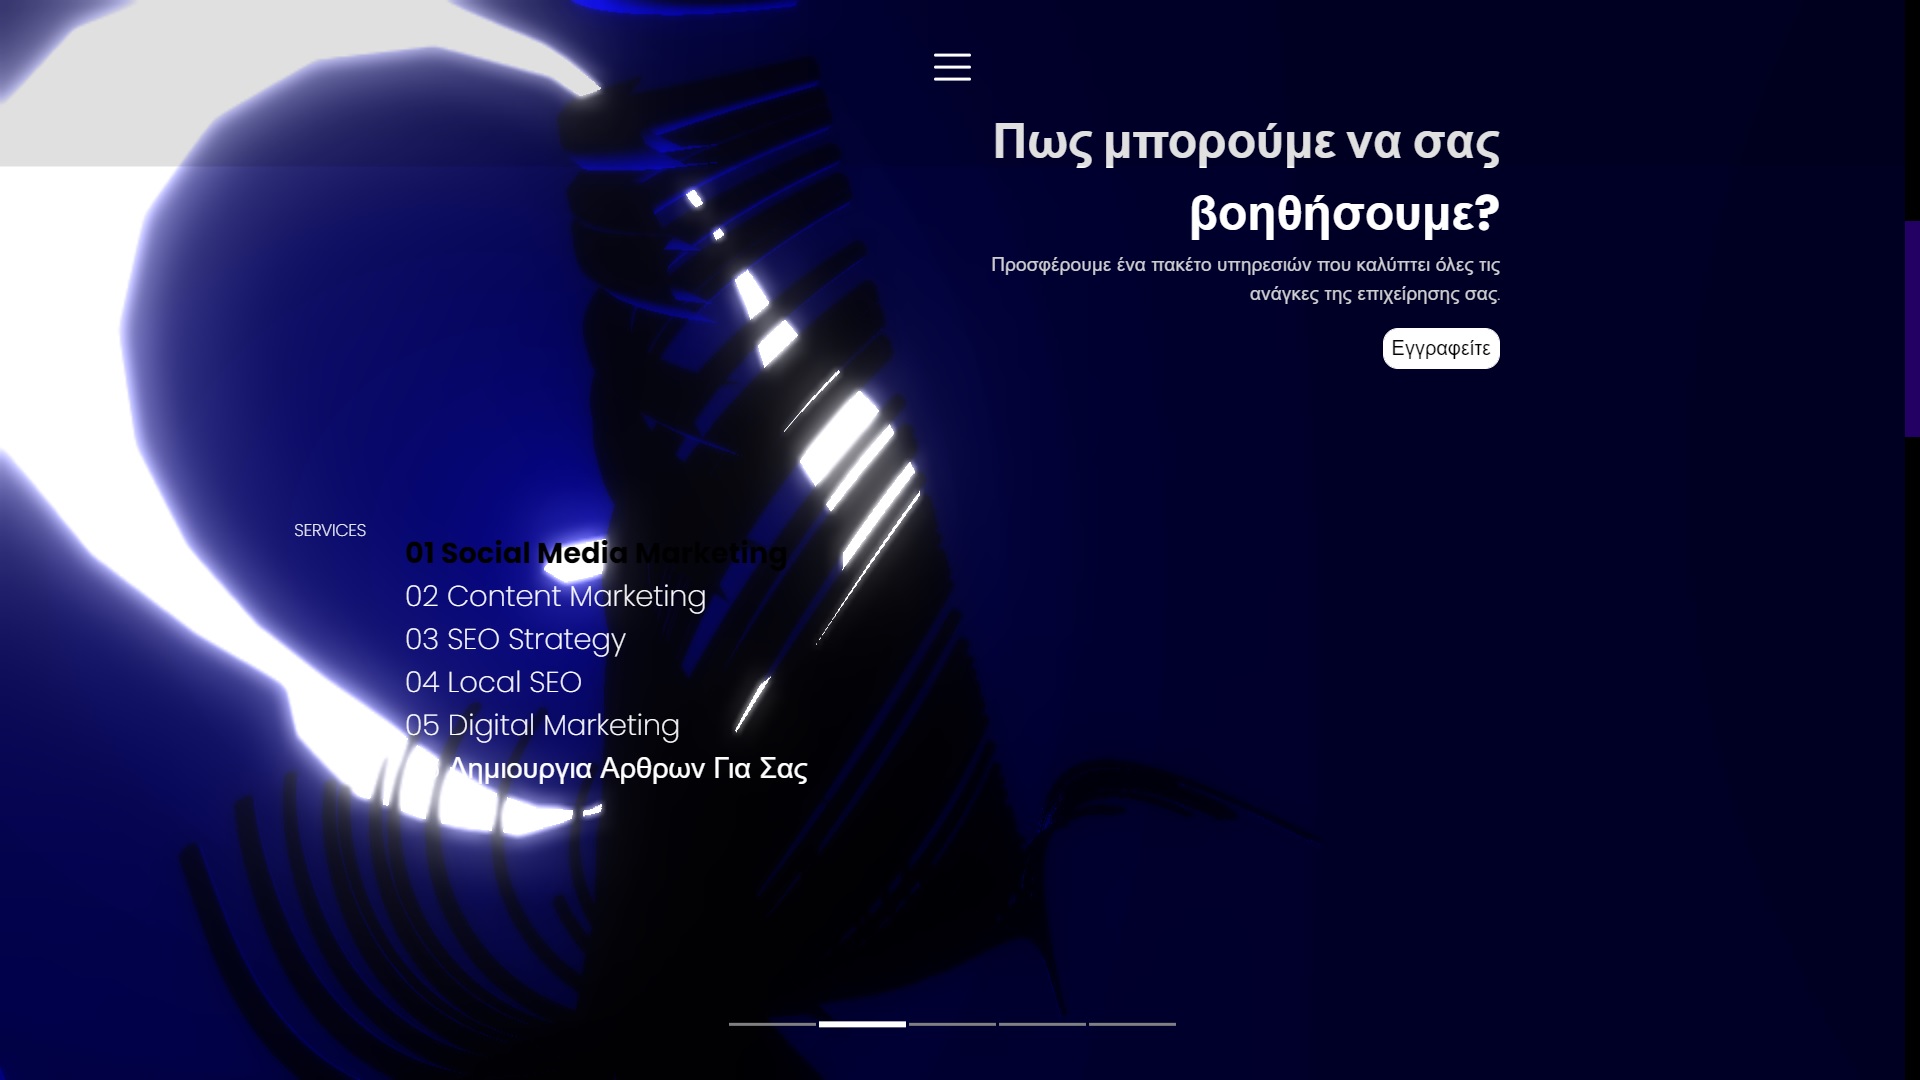 Πως μπορούμε να σας
βοηθήσουμε?
Προσφέρουμε ένα πακέτο υπηρεσιών που καλύπτει όλες τις
ανάγκες της επιχείρησης σας.
Εγγραφείτε
SERVICES
01 Social Media Marketing
02 Content Marketing
03 SEO Strategy
04 Local SEO
05 Digital Marketing
Δημιουργια Αρθρων Για Σας